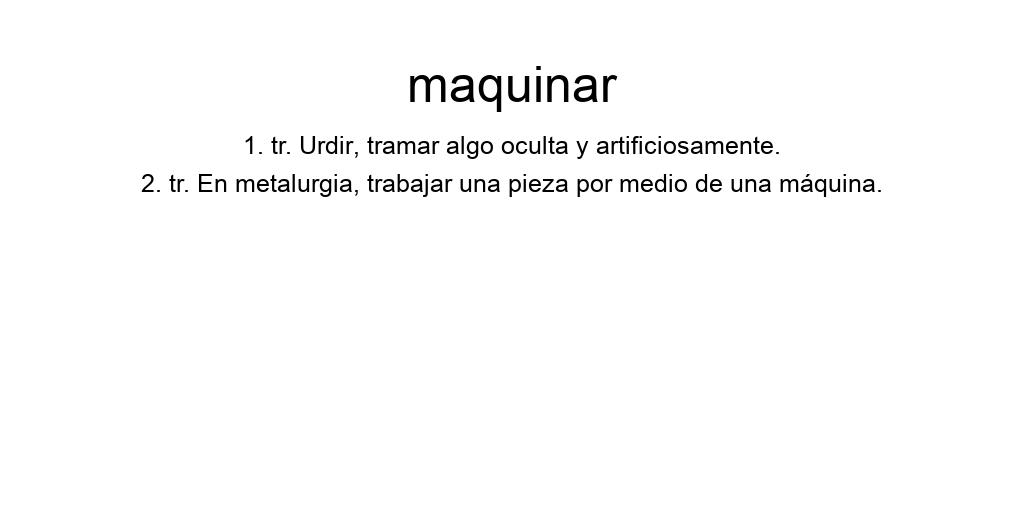 maquinar
1. tr. Urdir, tramar algo oculta y artificiosamente.
2. tr. En metalurgia, trabajar una pieza por medio de una máquina.